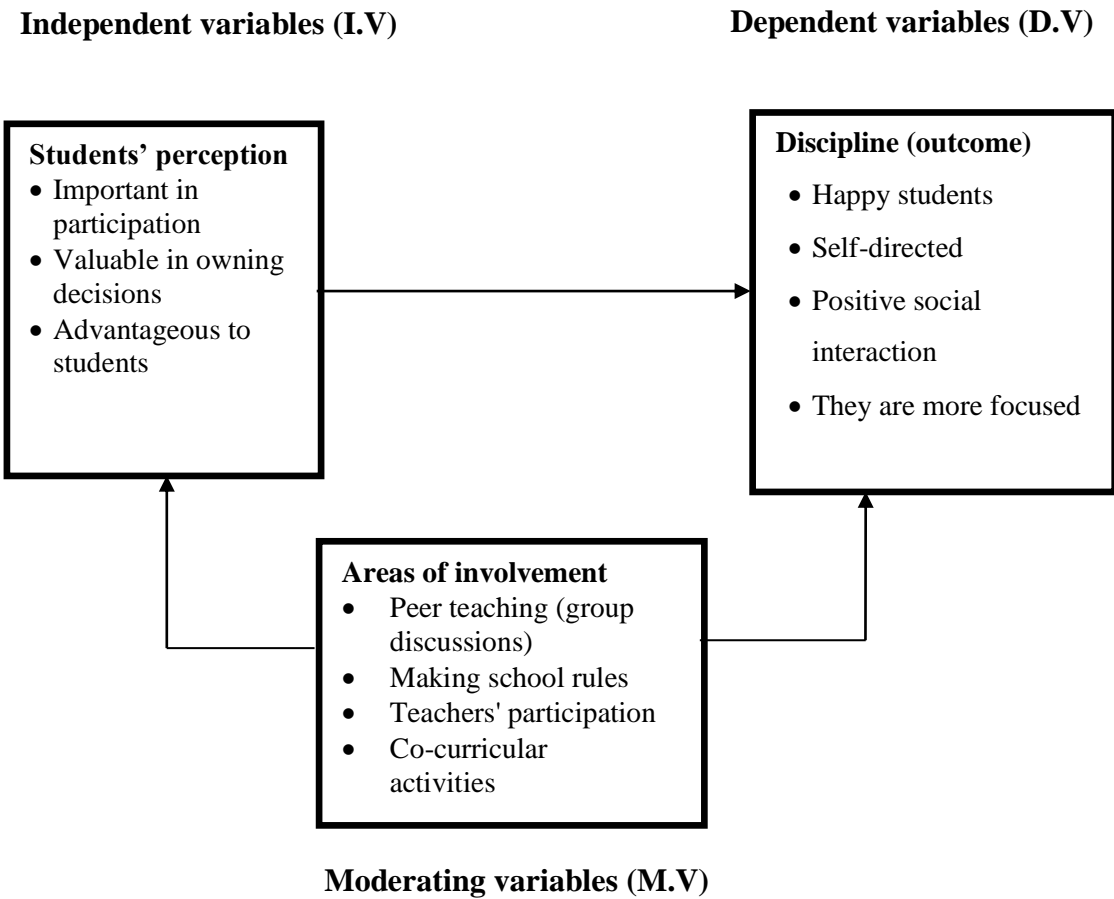 Independent variables (I.V)
Dependent variables (D.V)
Students’ perception
• Important in
participation
• Valuable in owning
decisions
• Advantageous to
students
Discipline (outcome)
• Happy students
• Self-directed
• Positive social
interaction
• They are more focused
Areas of involvement
• Peer teaching (group
discussions)
• Making school rules
• Teachers' participation
• Co-curricular
activities
Moderating variables (M.V)